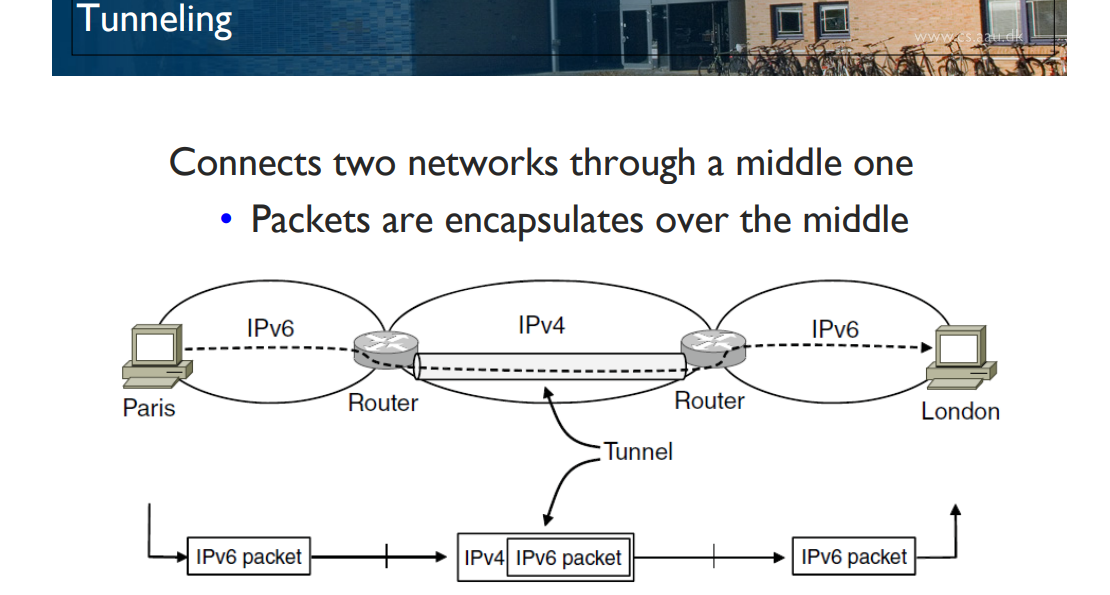 Tunneling
www.cs.aau.dk
Connects two networks through a middle one
• Packets are encapsulates over the middle
IPv6
IPv4
IPv6
Paris
Router
Router
London
Tunnel
IPv6 packet
IPv4 IPv6 packet
IPv6 packet